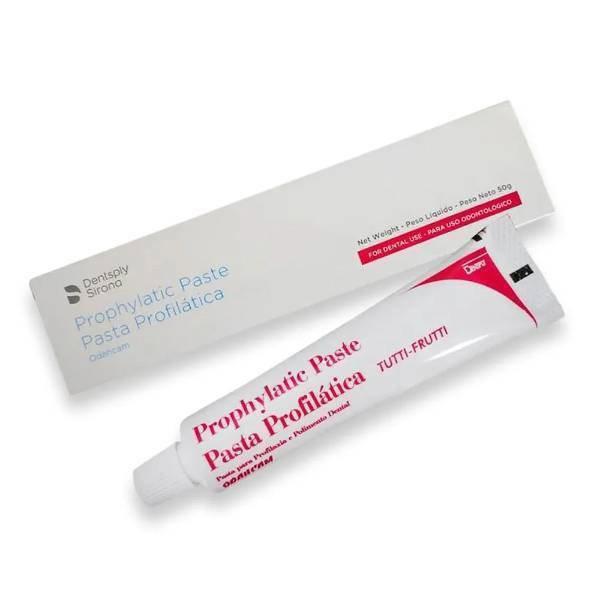 Dentsply
Sirona
Prophylatic Paste
Pasta Profilática
Odahcam
Net Weight - Peso Líquido - Peso Neto 50g
FOR DENTAL USE - PARA USO ODONTOLÓGICO
Prophylatic Paste
Pasta Profilática
Pasta para Profilaxia e Polimento Dental
ODAHCAM
TUTTI-FRUTTI
Dentsply